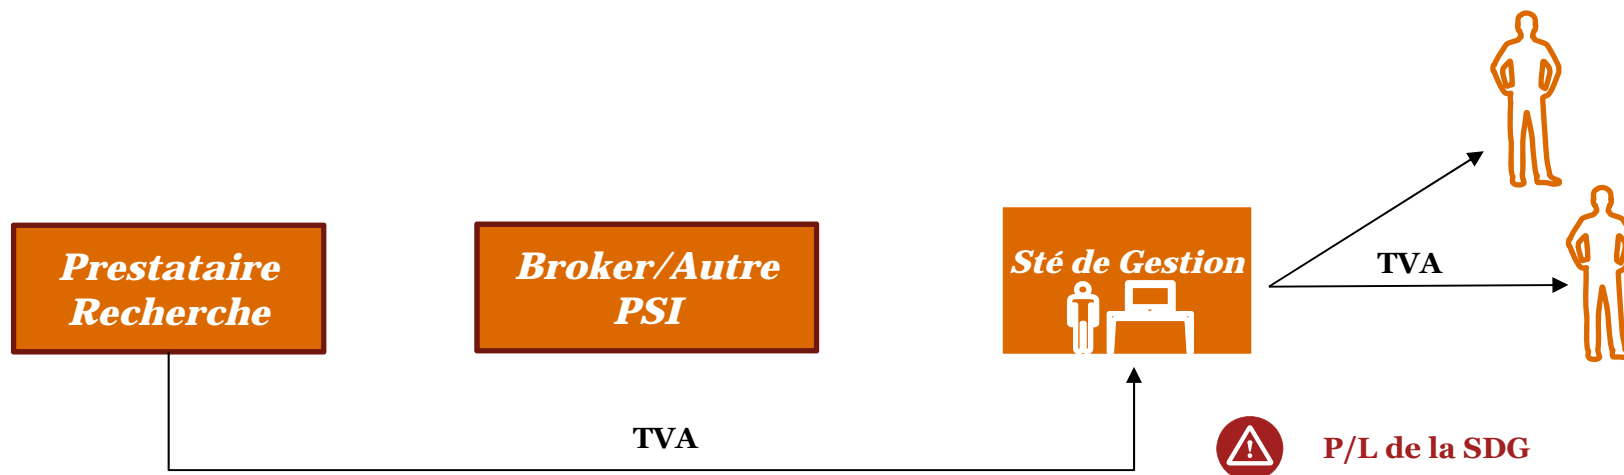 Prestataire
Recherche
Broker/Autre
PSI
Sté de Gestion
TVA
TVA
P/L de la SDG